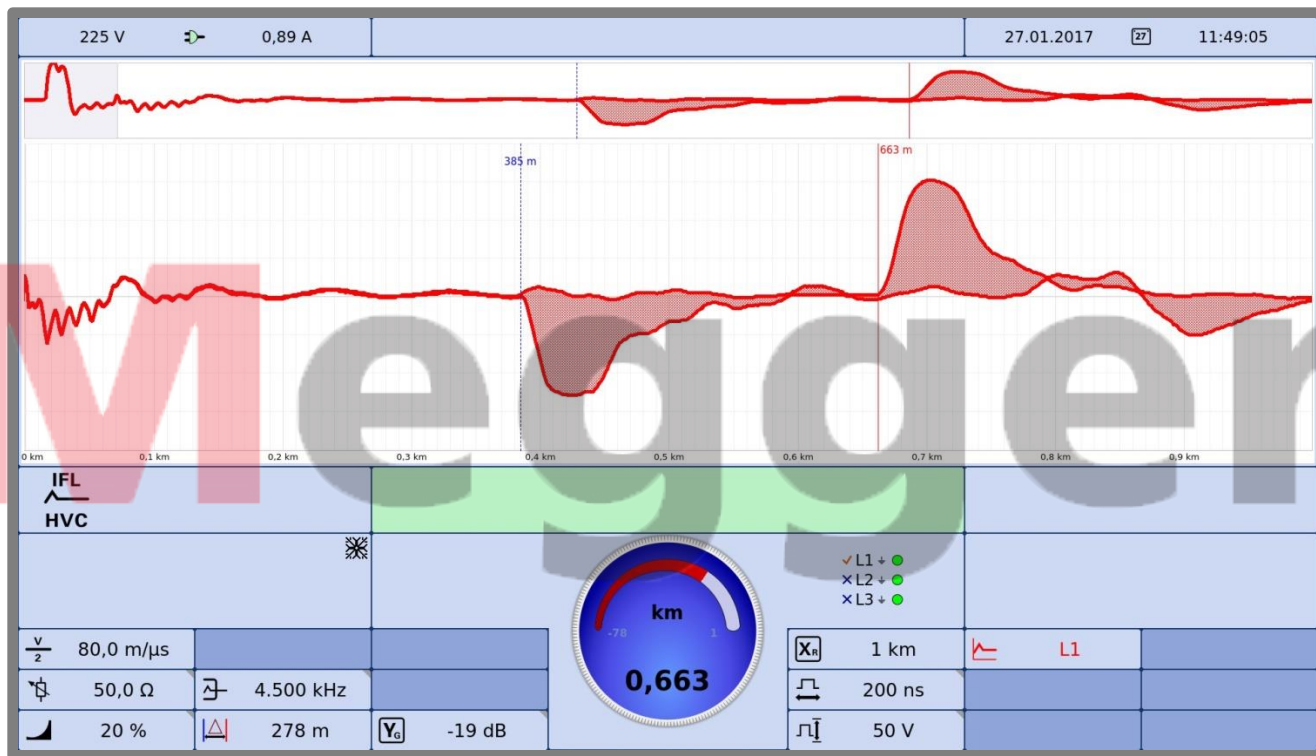 225 V 0,89 A 27.01.2017 27 11:49:05
385 m 663 m
0 km 0,1 km 0,2 km 0,3 km 0,4 km 0,5 km 0,6 km 0,7 km 0,8 km 0,9 km
Megger
IFL
HVC
L1
L2
L3
km
-78 1
0,663
V/2 80,0 m/µs
50,0 Ω 4.500 kHz
20 % 278 m YG -19 dB
XR 1 km L1
200 ns
50 V